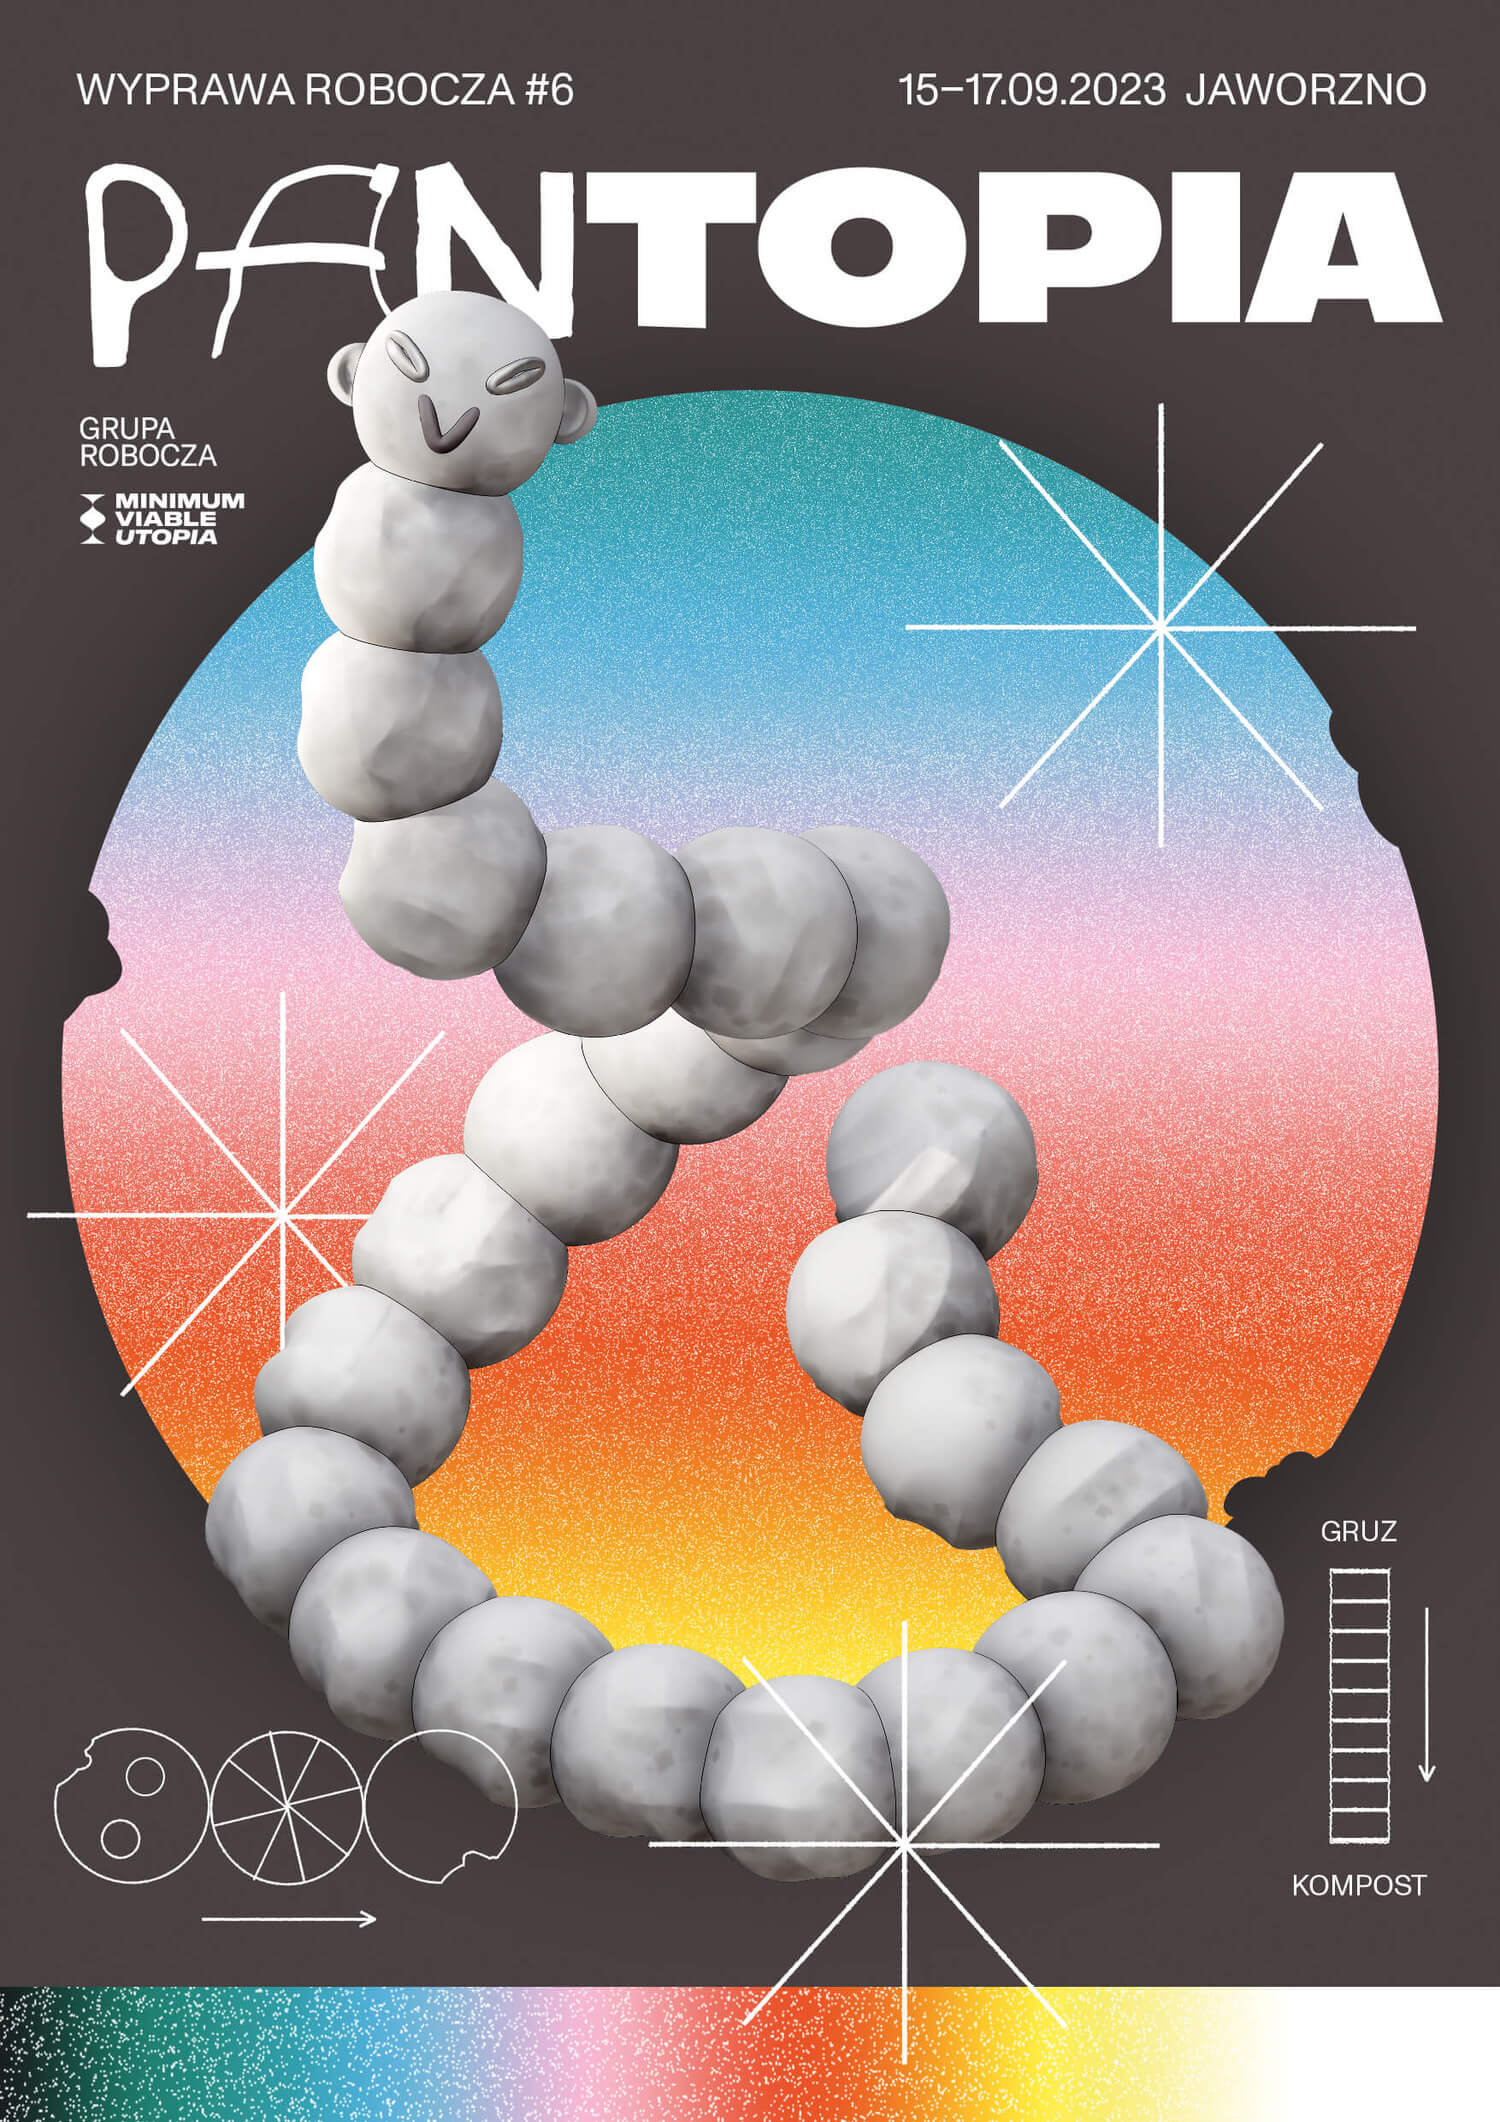 WYPRAWA ROBOCZA #6
15–17.09.2023 JAWORZNO
PANTOPIA
GRUPA
ROBOCZA
MINIMUM
VIABLE
UTOPIA
GRUZ
KOMPOST